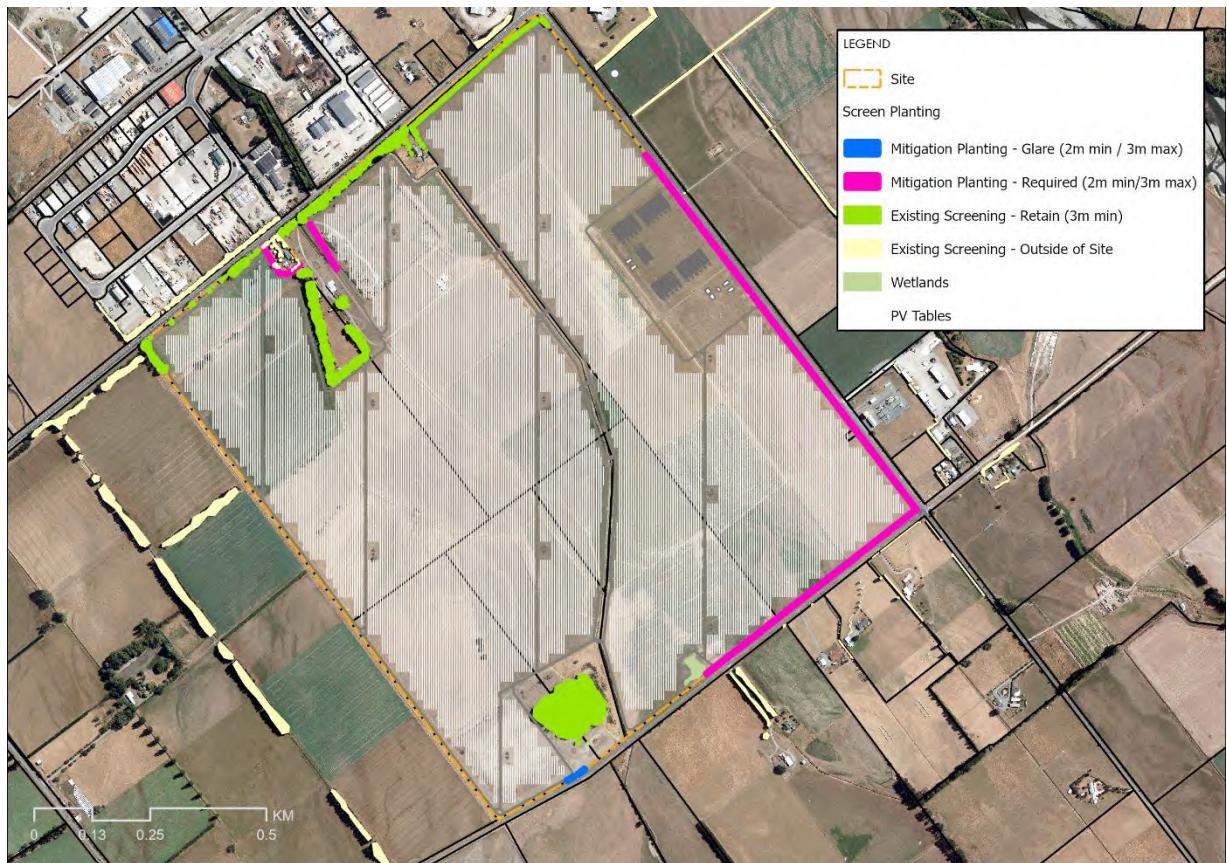 LEGEND
Site
Screen Planting
Mitigation Planting - Glare (2m min / 3m max)
Mitigation Planting - Required (2m min/3m max)
Existing Screening - Retain (3m min)
Existing Screening - Outside of Site
Wetlands
PV Tables
N
KM
0 0.13 0.25 0.5